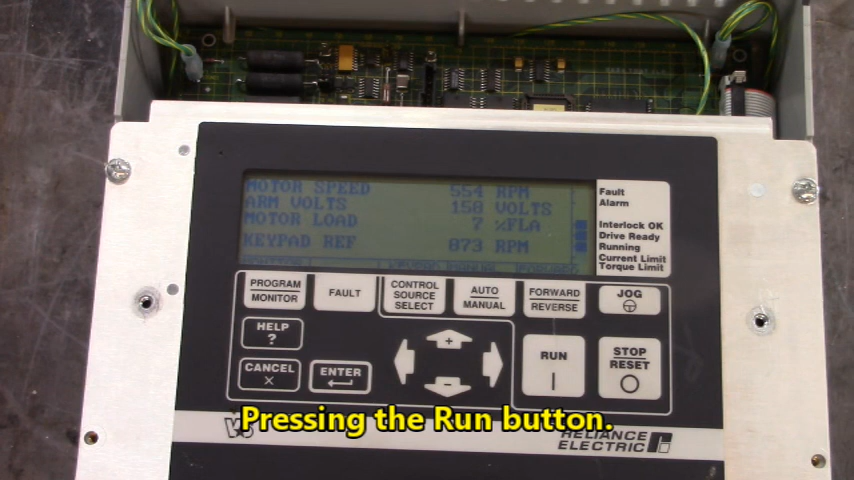 MOTOR SPEED 554 RPM
ARM VOLTS 158 VOLTS
MOTOR LOAD 7 %FLA
KEYPAD REF 873 RPM
Fault
Alarm
Interlock OK
Drive Ready
Running
Current Limit
Torque Limit
PROGRAM
MONITOR
FAULT
CONTROL
SOURCE
SELECT
AUTO
MANUAL
FORWARD
REVERSE
JOG
HELP
?
CANCEL
ENTER
+
-
RUN
STOP
RESET
Pressing the Run button.
RELIANCE
ELECTRIC